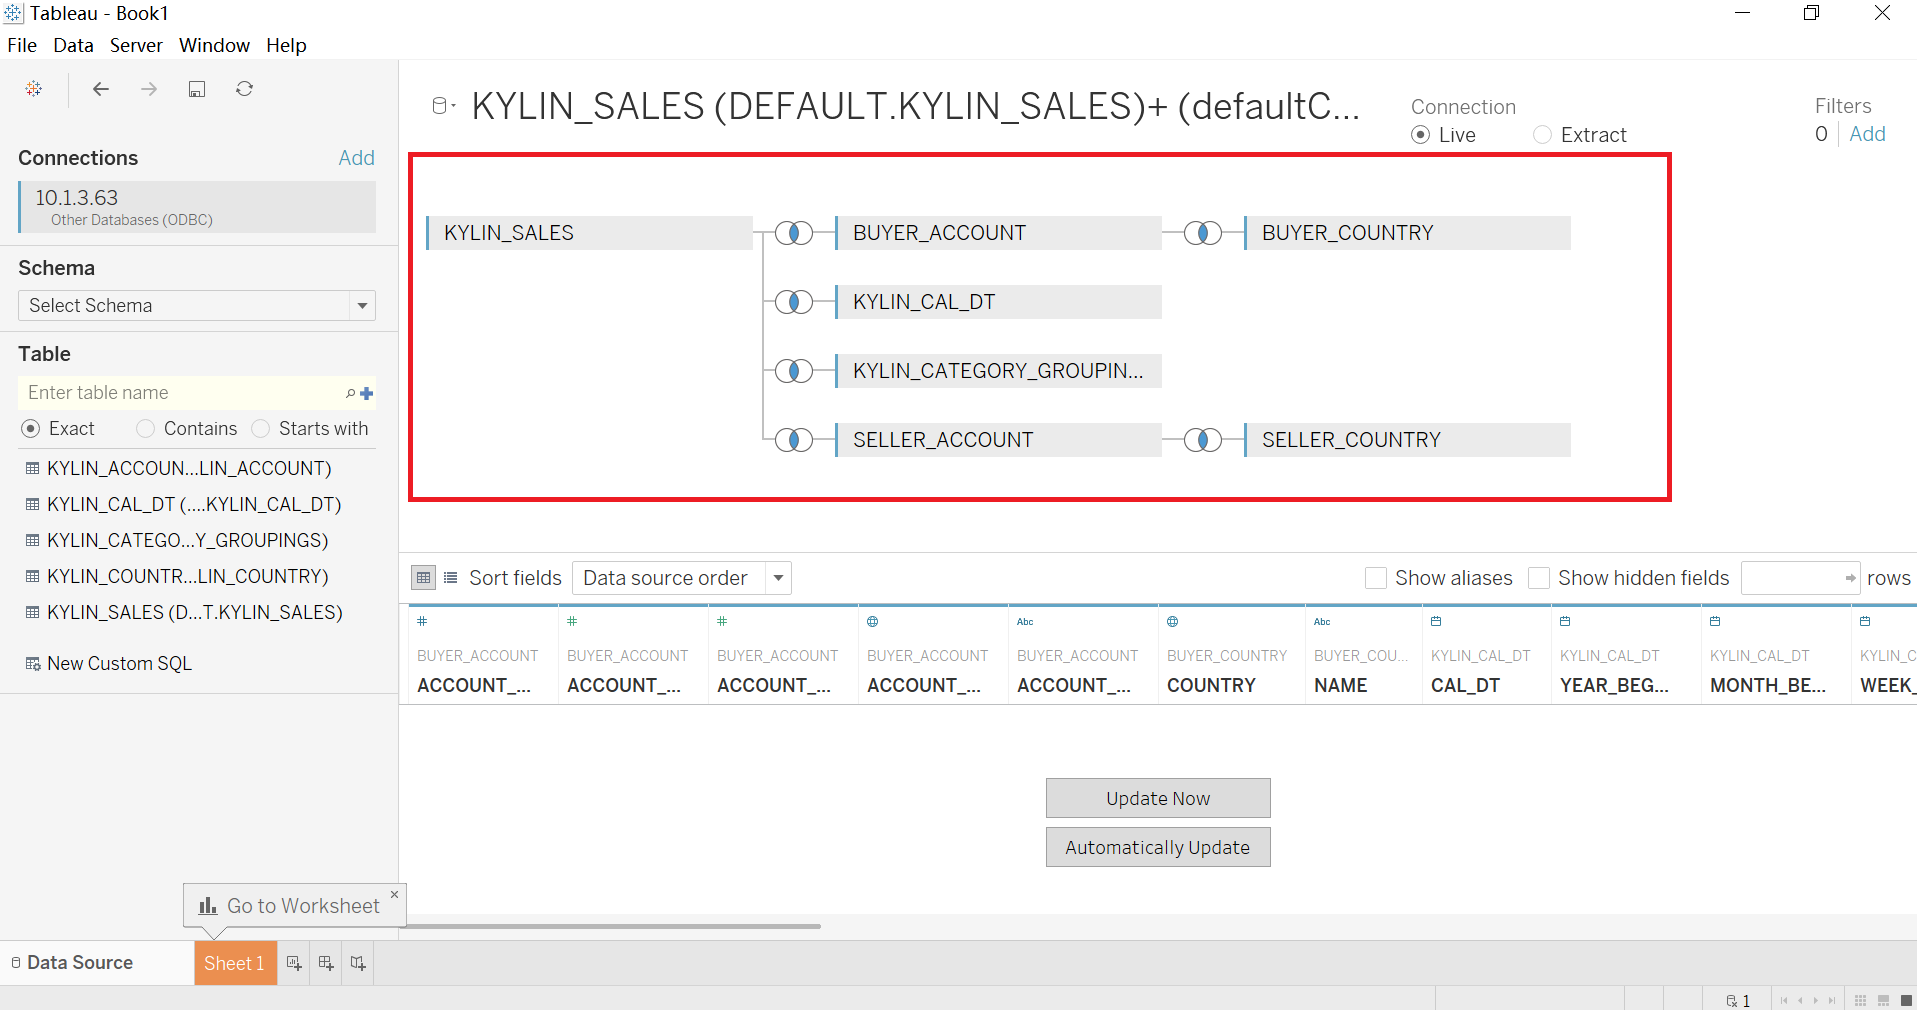 Tableau - Book1
File Data Server Window Help
Connections Add
10.1.3.63
Other Databases (ODBC)
Schema
Select Schema
Table
Enter table name
Exact Contains Starts with
KYLIN_ACCOUN...LIN_ACCOUNT)
KYLIN_CAL_DT (....KYLIN_CAL_DT)
KYLIN_CATEGO...Y_GROUPINGS)
KYLIN_COUNTR...LIN_COUNTRY)
KYLIN_SALES (D...T.KYLIN_SALES)
New Custom SQL
KYLIN_SALES (DEFAULT.KYLIN_SALES)+ (defaultC...
Connection
Live Extract
Filters
0 Add
KYLIN_SALES BUYER_ACCOUNT BUYER_COUNTRY
KYLIN_CAL_DT
KYLIN_CATEGORY_GROUPIN...
SELLER_ACCOUNT SELLER_COUNTRY
Sort fields Data source order Show aliases Show hidden fields rows
# # # Abc Abc
BUYER_ACCOUNT BUYER_ACCOUNT BUYER_ACCOUNT BUYER_ACCOUNT BUYER_ACCOUNT BUYER_COUNTRY BUYER_COU... KYLIN_CAL_DT KYLIN_CAL_DT KYLIN_CAL_DT KYLIN_C
ACCOUNT_... ACCOUNT_... ACCOUNT_... ACCOUNT_... ACCOUNT_... COUNTRY NAME CAL_DT YEAR_BEG... MONTH_BE... WEEK_
Update Now
Automatically Update
Go to Worksheet
Data Source Sheet 1
1